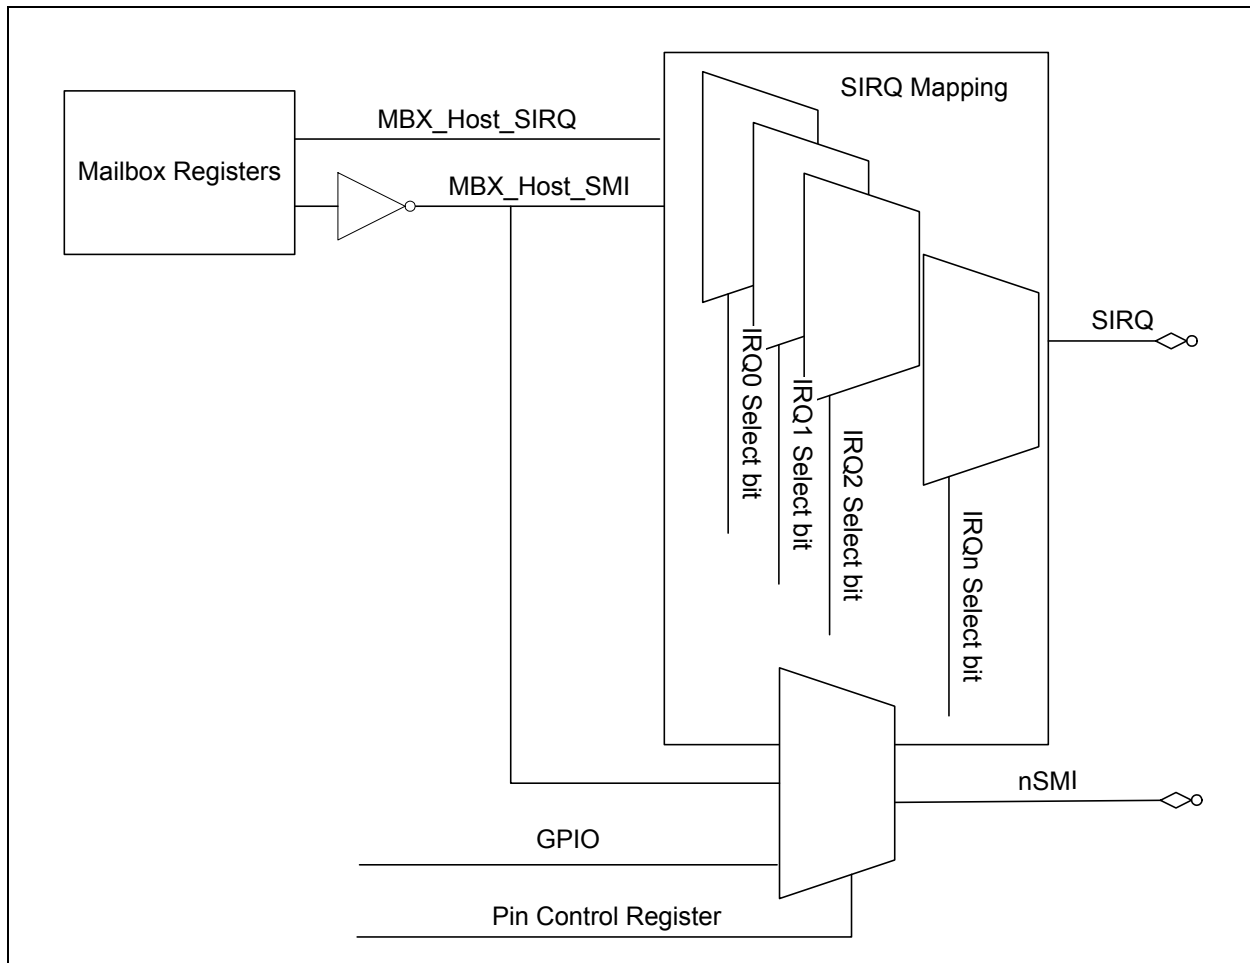 SIRQ Mapping
MBX_Host_SIRQ
Mailbox Registers
MBX_Host_SMI
SIRQ
IRQ0 Select bit
IRQ1 Select bit
IRQ2 Select bit
IRQn Select bit
nSMI
GPIO
Pin Control Register